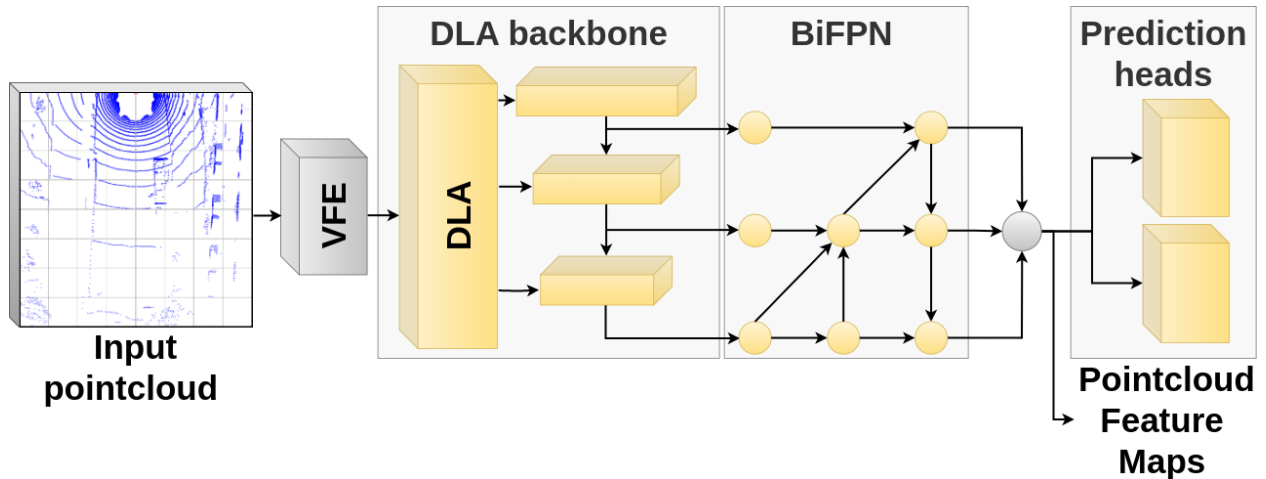 DLA backbone
BiFPN
Prediction
heads
VFE
DLA
Input
pointcloud
Pointcloud
Feature
Maps